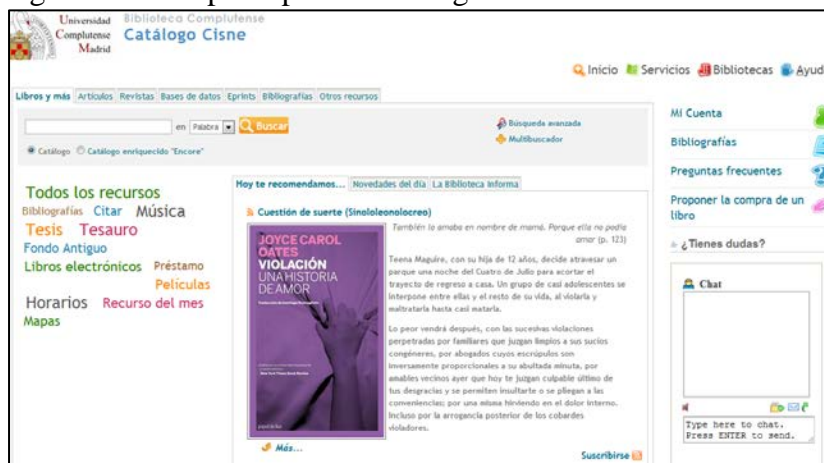 Universidad
Complutense
Madrid
Biblioteca Complutense
Catálogo Cisne
Inicio Servicios Bibliotecas Ayud
Libros y más Artículos Revistas Bases de datos Eprints Bibliografías Otros recursos
en Palabra Buscar
Búsqueda avanzada
Multibuscador
Catálogo Catálogo enriquecido "Encore"
Todos los recursos
Bibliografías Citar Música
Tesis Tesauro
Fondo Antiguo
Libros electrónicos Préstamo
Películas
Horarios Recurso del mes
Mapas
Hoy te recomendamos... Novedades del día La Biblioteca Informa
Cuestión de suerte (Sinololeonolocreo)
JOYCE CAROL
OATES
VIOLACIÓN
UNA HISTORIA
DE AMOR
También la amaba en nombre de mamá. Porque ella no podía
amar (p. 123)
Teena Maguire, con su hija de 12 años, decide atravesar un
parque una noche del Cuatro de Julio para acortar el
trayecto de regreso a casa. Un grupo de casi adolescentes se
interpone entre ellas y el resto de su vida, al violarla y
maltratarla hasta casi matarla.
Lo peor vendrá después, con las sucesivas violaciones
perpetradas por familiares que juzgan limpios a sus sucios
congéneres, por abogados cuyos escrúpulos son
inversamente proporcionales a su abultada minuta, por
amables vecinos ayer que hoy te juzgan culpable último de
tus desgracias y se permiten insultarte o se pliegan a las
conveniencias; por una misma hiriendo en el dolor interno.
Incluso por la arrogancia posterior de los cobardes
violadores.
Más...
Suscribirse
Mi Cuenta
Bibliografías
Preguntas frecuentes
Proponer la compra de un
libro
¿Tienes dudas?
Chat
Type here to chat.
Press ENTER to send.